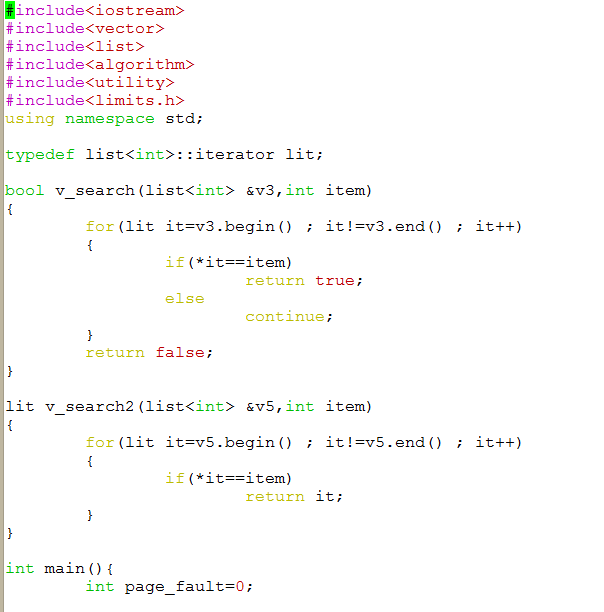 #include<iostream>
#include<vector>
#include<list>
#include<algorithm>
#include<utility>
#include<limits.h>
using namespace std;

typedef list<int>::iterator lit;

bool v_search(list<int> &v3,int item)
{
        for(lit it=v3.begin() ; it!=v3.end() ; it++)
        {
                if(*it==item)
                        return true;
                else
                        continue;
        }
        return false;
}

lit v_search2(list<int> &v5,int item)
{
        for(lit it=v5.begin() ; it!=v5.end() ; it++)
        {
                if(*it==item)
                        return it;
        }
}

int main(){
        int page_fault=0;